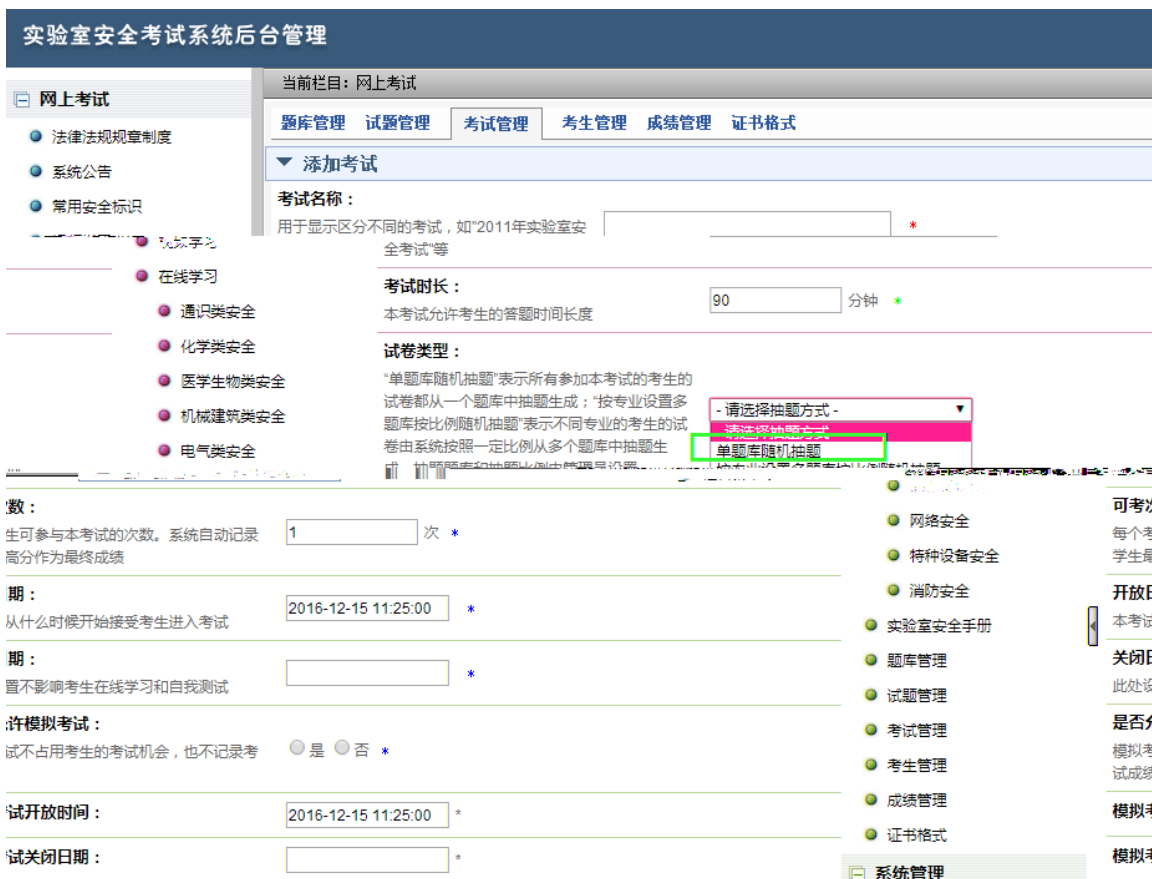 实验室安全考试系统后台管理
网上考试
法律法规规章制度
系统公告
常用安全标识
当前栏目：网上考试
题库管理 试题管理 考试管理 考生管理 成绩管理 证书格式
添加考试
考试名称：
用于显示区分不同的考试，如"2011年实验室安
*
全考试"等
在线学习
通识类安全
化学类安全
医学生物类安全
机械建筑类安全
电气类安全
考试时长：
本考试允许考生的答题时间长度
90 分钟 *
试卷类型：
"单题库随机抽题"表示所有参加本考试的考生的
试卷都从一个题库中抽题生成；"按专业设置多
题库按比例随机抽题"表示不同专业的考生的试
卷由系统按照一定比例从多个题库中抽题生
- 请选择抽题方式 -
请选择抽题方式
单题库随机抽题
按专业设置多题库按比例随机抽题
数：
生可参与本考试的次数。系统自动记录
高分作为最终成绩
1 次 *
期：
从什么时候开始接受考生进入考试
2016-12-15 11:25:00 *
期：
置不影响考生在线学习和自我测试
*
许模拟考试：
试不占用考生的考试机会，也不记录考
是 否 *
试开放时间：
2016-12-15 11:25:00 *
试关闭日期：
*
网络安全
特种设备安全
消防安全
实验室安全手册
题库管理
试题管理
考试管理
考生管理
成绩管理
证书格式
系统管理
可考次
每个考
学生最
开放日
本考试
关闭日
此处设
是否允
模拟考
试成绩
模拟考
模拟考